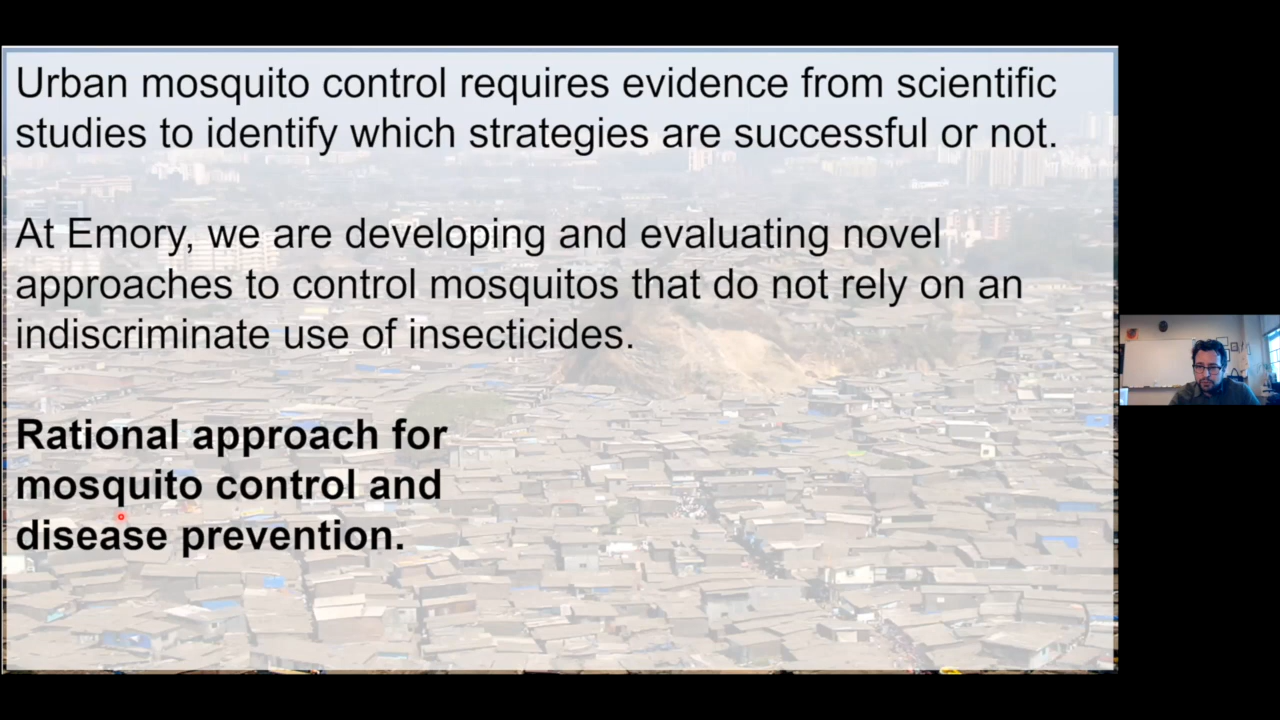 Urban mosquito control requires evidence from scientific
studies to identify which strategies are successful or not.
At Emory, we are developing and evaluating novel
approaches to control mosquitos that do not rely on an
indiscriminate use of insecticides.
Rational approach for
mosquito control and
disease prevention.